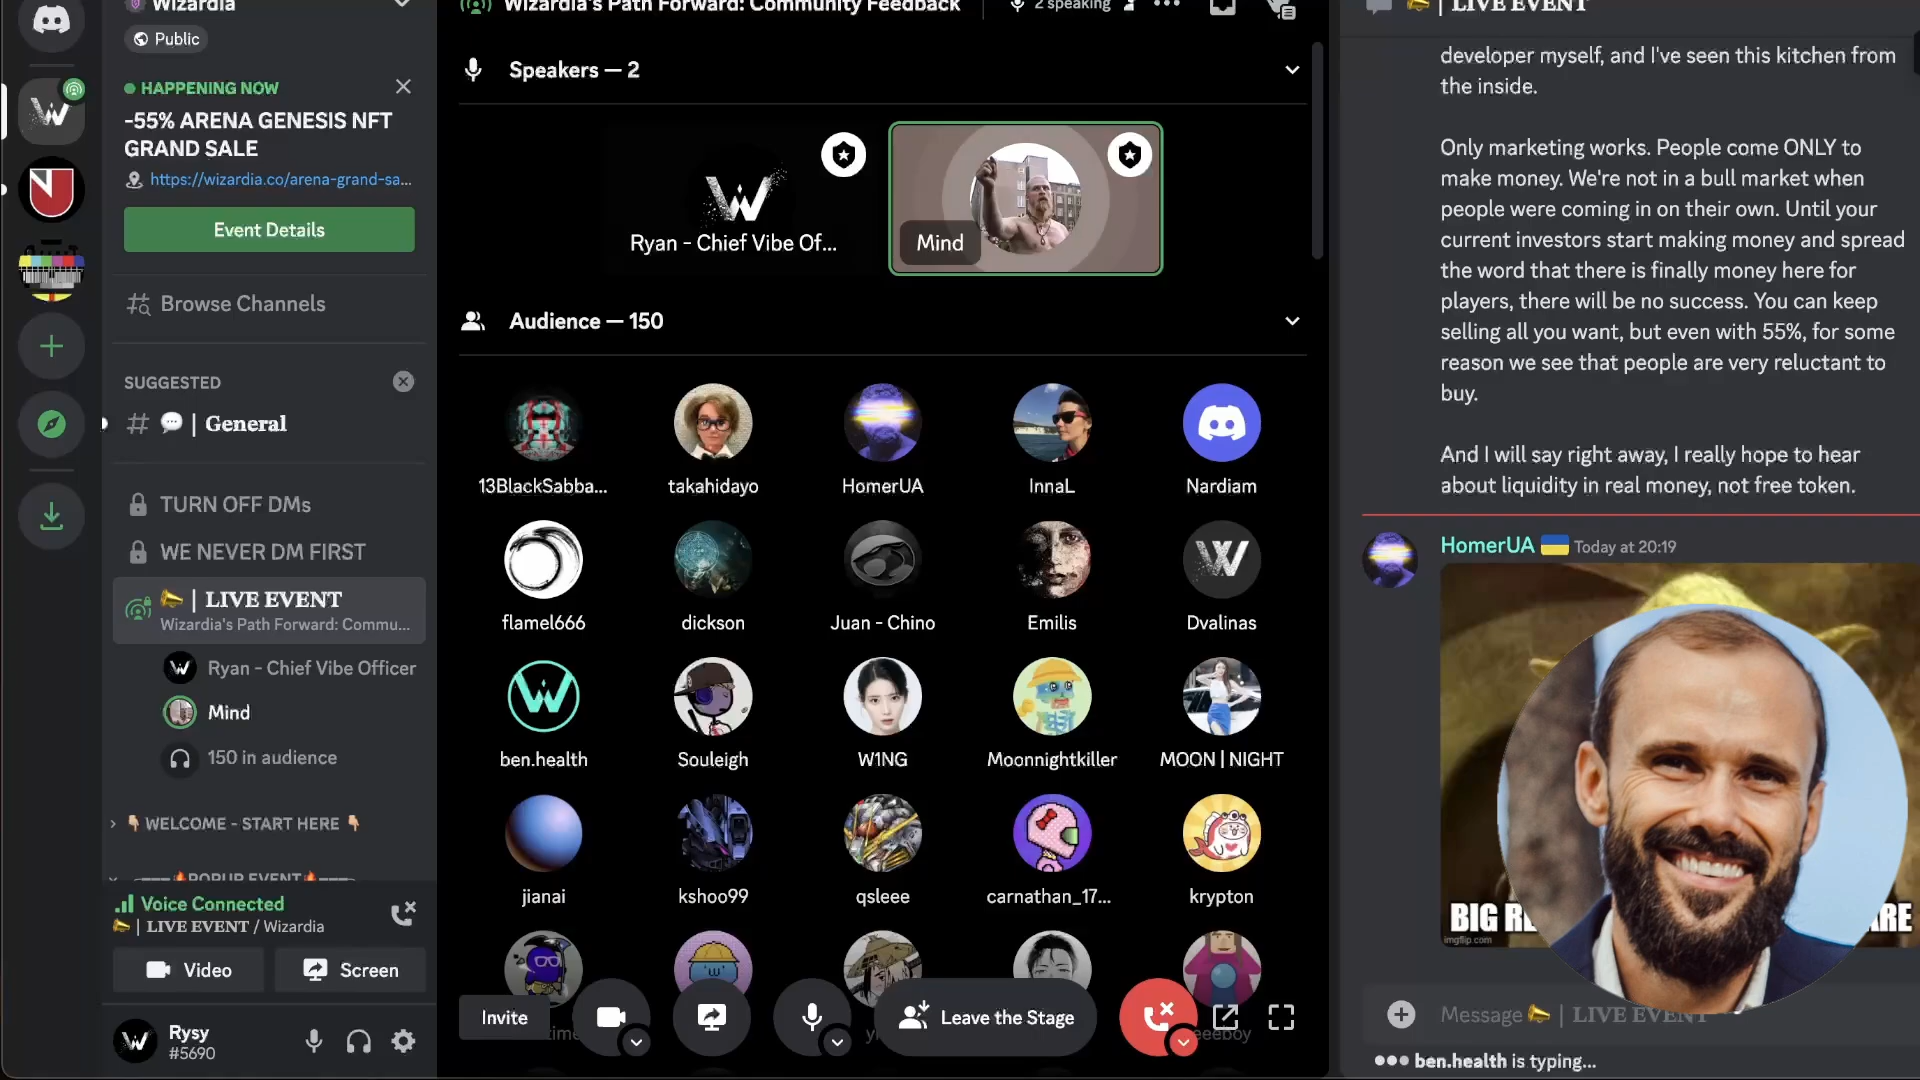 Wizardia
Public
HAPPENING NOW
-55% ARENA GENESIS NFT
GRAND SALE
https://wizardia.co/arena-grand-sa...
Event Details
Browse Channels
SUGGESTED
# 💬 | General
TURN OFF DMs
WE NEVER DM FIRST
| LIVE EVENT
Wizardia's Path Forward: Commu...
Ryan - Chief Vibe Officer
Mind
150 in audience
WELCOME - START HERE
POPUP EVENT
Voice Connected
| LIVE EVENT / Wizardia
Video
Screen
Rysy
#5690
Wizardia's Path Forward: Community Feedback
2 speaking
Speakers — 2
Ryan - Chief Vibe Of...
Mind
Audience — 150
13BlackSabba...
takahidayo
HomerUA
InnaL
Nardiam
flamel666
dickson
Juan - Chino
Emilis
Dvalinas
ben.health
Souleigh
W1NG
Moonnightkiller
MOON | NIGHT
jianai
kshoo99
qsleee
carnathan_17...
krypton
Invite
Leave the Stage
| LIVE EVENT
developer myself, and I've seen this kitchen from
the inside.
Only marketing works. People come ONLY to
make money. We're not in a bull market when
people were coming in on their own. Until your
current investors start making money and spread
the word that there is finally money here for
players, there will be no success. You can keep
selling all you want, but even with 55%, for some
reason we see that people are very reluctant to
buy.
And I will say right away, I really hope to hear
about liquidity in real money, not free token.
HomerUA Today at 20:19
BIG
imgflip.com
Message | LIVE EVENT
ben.health is typing...